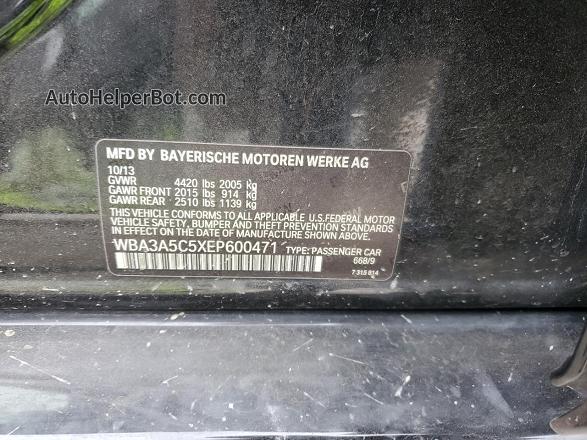 AutoHelperBot.com
MFD BY BAYERISCHE MOTOREN WERKE AG
10/13
GVWR 4420 lbs 2005 kg
GAWR FRONT 2015 lbs 914 kg
GAWR REAR 2510 lbs 1139 kg
THIS VEHICLE CONFORMS TO ALL APPLICABLE U.S.FEDERAL MOTOR
VEHICLE SAFETY, BUMPER, AND THEFT PREVENTION STANDARDS
IN EFFECT ON THE DATE OF MANUFACTURE SHOWN ABOVE.
WBA3A5C5XEP600471 TYPE: PASSENGER CAR
668/9
7 315 814